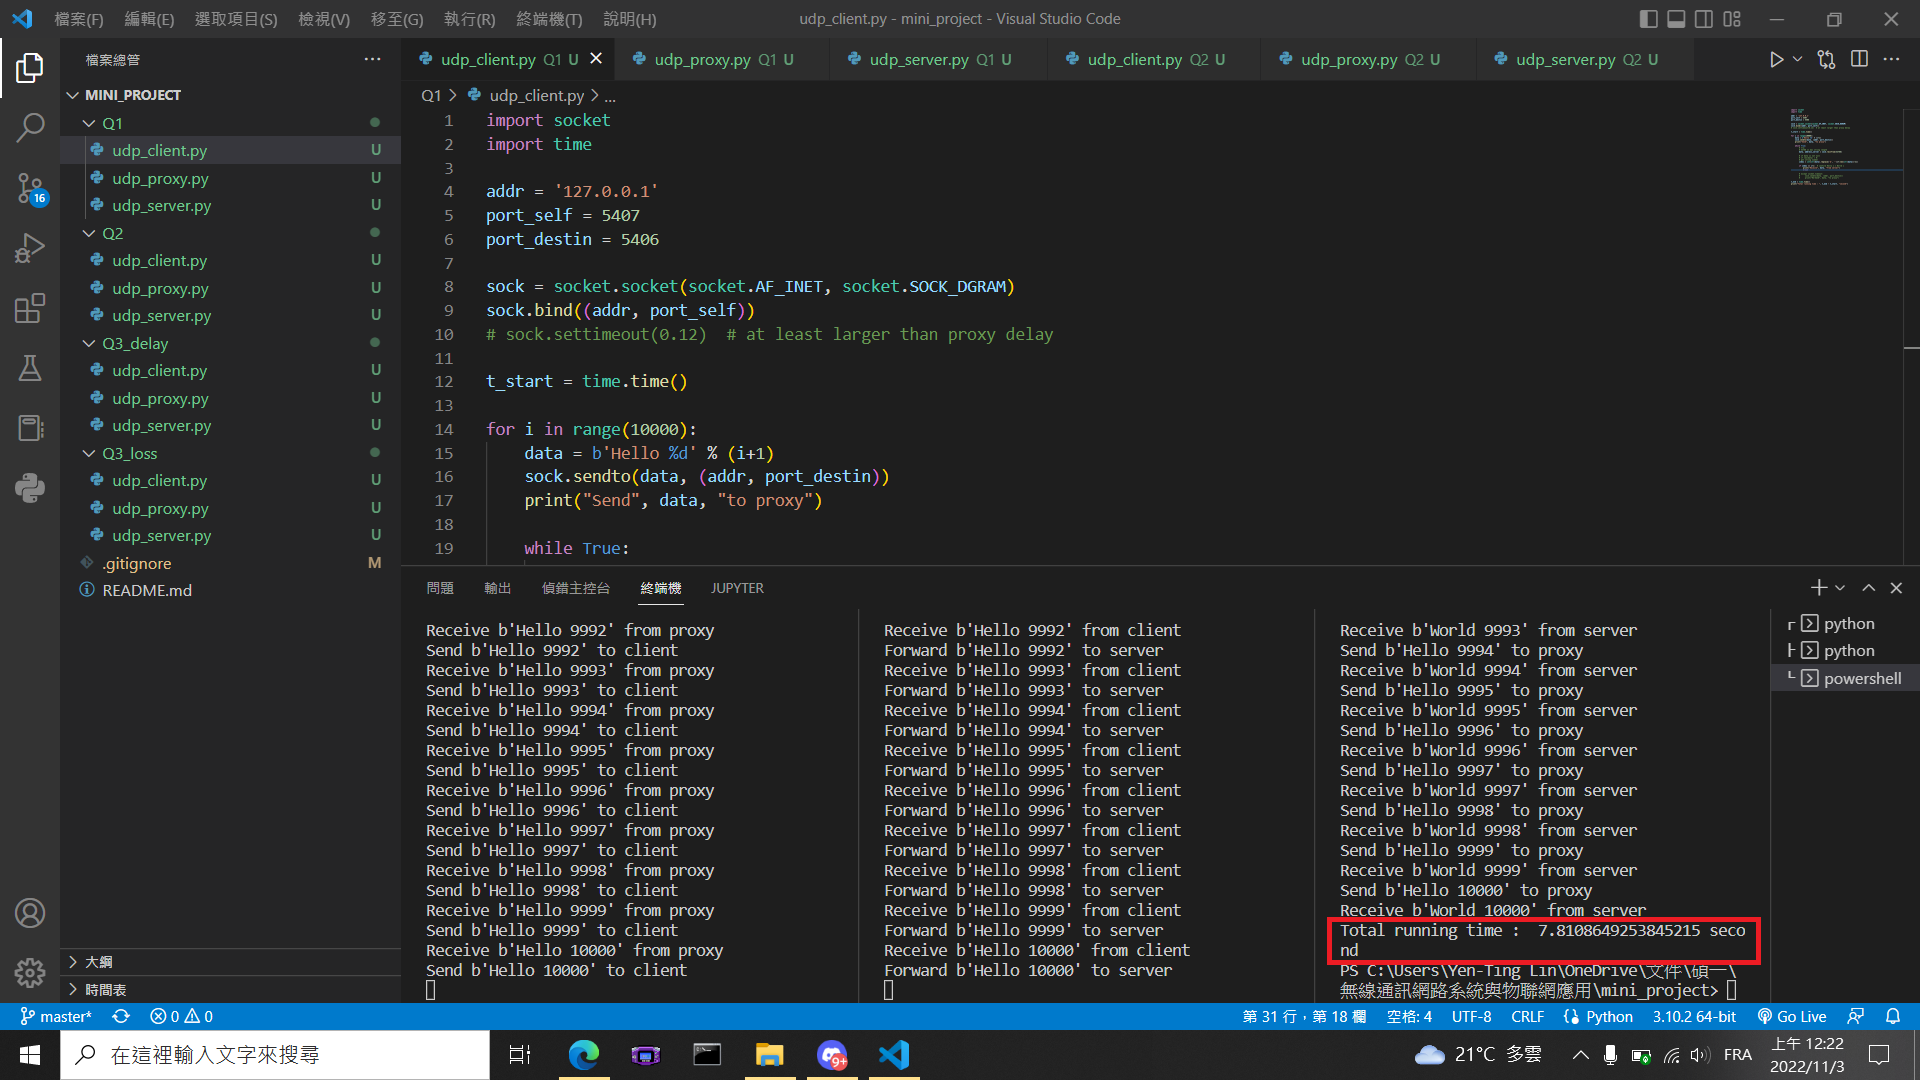 檔案(F) 編輯(E) 選取項目(S) 檢視(V) 移至(G) 執行(R) 終端機(T) 說明(H)
udp_client.py - mini_project - Visual Studio Code
檔案總管
udp_client.py Q1 U
udp_proxy.py Q1 U
udp_server.py Q1 U
udp_client.py Q2 U
udp_proxy.py Q2 U
udp_server.py Q2 U
MINI_PROJECT
Q1
udp_client.py U
udp_proxy.py U
udp_server.py U
Q2
udp_client.py U
udp_proxy.py U
udp_server.py U
Q3_delay
udp_client.py U
udp_proxy.py U
udp_server.py U
Q3_loss
udp_client.py U
udp_proxy.py U
udp_server.py U
.gitignore M
README.md
16
大綱
時間表
Q1 > udp_client.py > ...
1 import socket
2 import time
3
4 addr = '127.0.0.1'
5 port_self = 5407
6 port_destin = 5406
7
8 sock = socket.socket(socket.AF_INET, socket.SOCK_DGRAM)
9 sock.bind((addr, port_self))
10 # sock.settimeout(0.12)  # at least larger than proxy delay
11
12 t_start = time.time()
13
14 for i in range(10000):
15     data = b'Hello %d' % (i+1)
16     sock.sendto(data, (addr, port_destin))
17     print("Send", data, "to proxy")
18
19     while True:
問題 輸出 偵錯主控台 終端機 JUPYTER
Receive b'Hello 9992' from proxy
Send b'Hello 9992' to client
Receive b'Hello 9993' from proxy
Send b'Hello 9993' to client
Receive b'Hello 9994' from proxy
Send b'Hello 9994' to client
Receive b'Hello 9995' from proxy
Send b'Hello 9995' to client
Receive b'Hello 9996' from proxy
Send b'Hello 9996' to client
Receive b'Hello 9997' from proxy
Send b'Hello 9997' to client
Receive b'Hello 9998' from proxy
Send b'Hello 9998' to client
Receive b'Hello 9999' from proxy
Send b'Hello 9999' to client
Receive b'Hello 10000' from proxy
Send b'Hello 10000' to client
Receive b'Hello 9992' from client
Forward b'Hello 9992' to server
Receive b'Hello 9993' from client
Forward b'Hello 9993' to server
Receive b'Hello 9994' from client
Forward b'Hello 9994' to server
Receive b'Hello 9995' from client
Forward b'Hello 9995' to server
Receive b'Hello 9996' from client
Forward b'Hello 9996' to server
Receive b'Hello 9997' from client
Forward b'Hello 9997' to server
Receive b'Hello 9998' from client
Forward b'Hello 9998' to server
Receive b'Hello 9999' from client
Forward b'Hello 9999' to server
Receive b'Hello 10000' from client
Forward b'Hello 10000' to server
Receive b'World 9993' from server
Send b'Hello 9994' to proxy
Receive b'World 9994' from server
Send b'Hello 9995' to proxy
Receive b'World 9995' from server
Send b'Hello 9996' to proxy
Receive b'World 9996' from server
Send b'Hello 9997' to proxy
Receive b'World 9997' from server
Send b'Hello 9998' to proxy
Receive b'World 9998' from server
Send b'Hello 9999' to proxy
Receive b'World 9999' from server
Send b'Hello 10000' to proxy
Receive b'World 10000' from server
Total running time :  7.8108649253845215 seco
nd
PS C:\Users\Yen-Ting Lin\OneDrive\文件\碩一\
無線通訊網路系統與物聯網應用\mini_project>
python
python
powershell
master* 0 0
第 31 行，第 18 欄 空格: 4 UTF-8 CRLF Python 3.10.2 64-bit Go Live
在這裡輸入文字來搜尋
9+
21°C 多雲
FRA
上午 12:22
2022/11/3